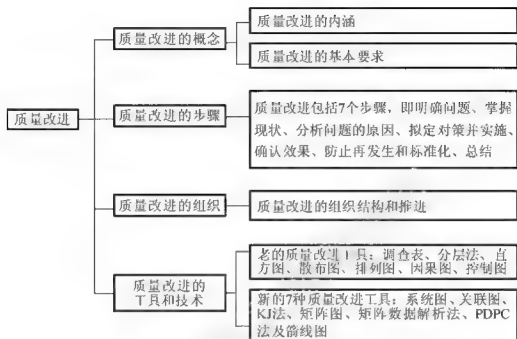 质量改进
质量改进的概念
质量改进的内涵
质量改进的基本要求
质量改进的步骤
质量改进包括7个步骤，即明确问题、掌握
现状、分析问题的原因、拟定对策并实施、
确认效果、防止再发生和标准化、总结
质量改进的组织
质量改进的组织结构和推进
质量改进的
工具和技术
老的质量改进工具：调查表、分层法、直
方图、散布图、排列图、因果图、控制图
新的7种质量改进工具：系统图、关联图、
KJ法、矩阵图、矩阵数据解析法、PDPC
法及箭线图